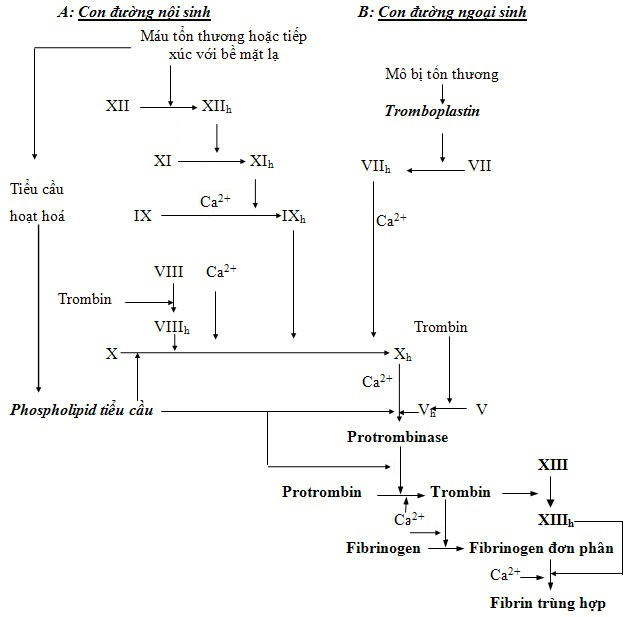 A: Con đường nội sinh
B: Con đường ngoại sinh
Máu tổn thương hoặc tiếp
xúc với bề mặt lạ
Mô bị tổn thương
XII
XIIh
Tromboplastin
XI
XIh
VIIh
VII
Tiểu cầu
hoạt hoá
Ca2+
IX
IXh
Ca2+
VIII
Ca2+
Trombin
VIIIh
Trombin
X
Xh
Ca2+
Phospholipid tiểu cầu
Vh
V
Protrombinase
XIII
Protrombin
Trombin
Ca2+
XIIIh
Fibrinogen
Fibrinogen đơn phân
Ca2+
Fibrin trùng hợp